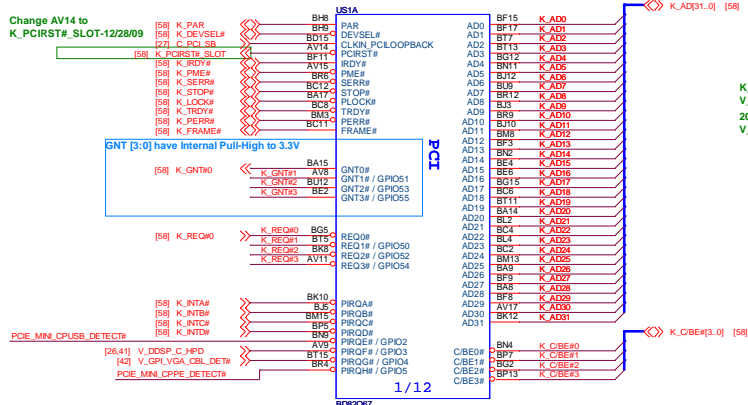 US1A
K_AD[31..0] [58]
Change AV14 to
K_PCIRST#_SLOT-12/28/09
[58] K_PAR BH8 PAR
[58] K_DEVSEL# BH9 DEVSEL#
[27] C_PCI_SB BD15 CLKIN_PCILOOPBACK
[58] K_PCIRST#_SLOT AV14 PCIRST#
[58] K_IRDY# BF11 IRDY#
[58] K_PME# AV15 PME#
[58] K_SERR# BR6 SERR#
[58] K_STOP# BC12 STOP#
[58] K_LOCK# BA17 PLOCK#
[58] K_TRDY# BC8 TRDY#
[58] K_PERR# BM3 PERR#
[58] K_FRAME# BC11 FRAME#
GNT [3:0] have Internal Pull-High to 3.3V
[58] K_GNT#0 BA15 GNT0#
K_GNT#1 AV8 GNT1# / GPIO51
K_GNT#2 BU12 GNT2# / GPIO53
K_GNT#3 BE2 GNT3# / GPIO55
[58] K_REQ#0 K_REQ#0 BG5 REQ0#
K_REQ#1 BT5 REQ1# / GPIO50
K_REQ#2 BK8 REQ2# / GPIO52
K_REQ#3 AV11 REQ3# / GPIO54
[58] K_INTA# BK10 PIRQA#
[58] K_INTB# BJ5 PIRQB#
[58] K_INTC# BM15 PIRQC#
[58] K_INTD# BP5 PIRQD#
PCIE_MINI_CPUSB_DETECT# BN9 PIRQE# / GPIO2
[26,41] V_DDSP_C_HPD AV9 PIRQF# / GPIO3
[42] V_GPI_VGA_CBL_DET# BT15 PIRQG# / GPIO4
PCIE_MINI_CPPE_DETECT# BR4 PIRQH# / GPIO5
PCI
AD0 BF15 K_AD0
AD1 BF17 K_AD1
AD2 BT7 K_AD2
AD3 BT13 K_AD3
AD4 BG12 K_AD4
AD5 BN11 K_AD5
AD6 BJ12 K_AD6
AD7 BU9 K_AD7
AD8 BR12 K_AD8
AD9 BJ3 K_AD9
AD10 BR9 K_AD10
AD11 BJ10 K_AD11
AD12 BM8 K_AD12
AD13 BF3 K_AD13
AD14 BN2 K_AD14
AD15 BE4 K_AD15
AD16 BE6 K_AD16
AD17 BG15 K_AD17
AD18 BC6 K_AD18
AD19 BT11 K_AD19
AD20 BA14 K_AD20
AD21 BL2 K_AD21
AD22 BC4 K_AD22
AD23 BL4 K_AD23
AD24 BC2 K_AD24
AD25 BM13 K_AD25
AD26 BA9 K_AD26
AD27 BF9 K_AD27
AD28 BA8 K_AD28
AD29 BF8 K_AD29
AD30 AV17 K_AD30
AD31 BK12 K_AD31
K_C/BE#[3..0] [58]
C/BE0# BN4 K_C/BE#0
C/BE1# BP7 K_C/BE#1
C/BE2# BG2 K_C/BE#2
C/BE3# BP13 K_C/BE#3
1/12
BD82Q67
K_
V_
20
V_